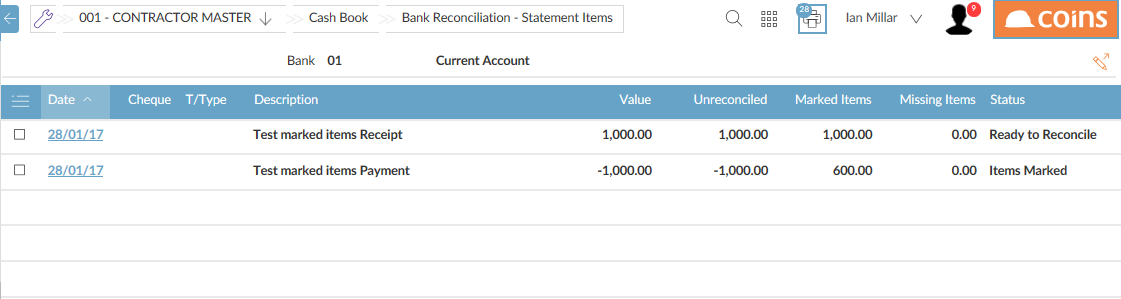 001 - CONTRACTOR MASTER Cash Book Bank Reconciliation - Statement Items 28 Ian Millar 9 coins
Bank 01 Current Account
Date Cheque T/Type Description Value Unreconciled Marked Items Missing Items Status
28/01/17 Test marked items Receipt 1,000.00 1,000.00 1,000.00 0.00 Ready to Reconcile
28/01/17 Test marked items Payment -1,000.00 -1,000.00 600.00 0.00 Items Marked